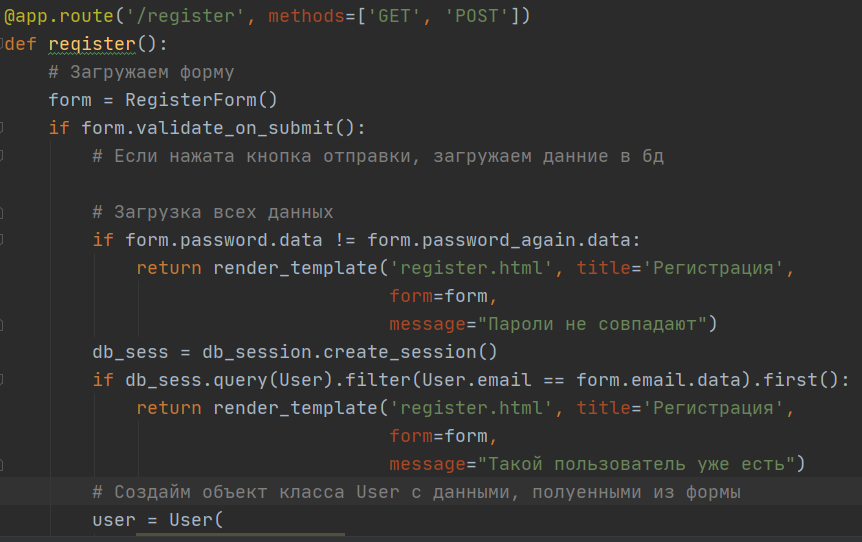 @app.route('/register', methods=['GET', 'POST'])
def register():
    # Загружаем форму
    form = RegisterForm()
    if form.validate_on_submit():
        # Если нажата кнопка отправки, загружаем данние в бд

        # Загрузка всех данных
        if form.password.data != form.password_again.data:
            return render_template('register.html', title='Регистрация',
                                   form=form,
                                   message="Пароли не совпадают")
        db_sess = db_session.create_session()
        if db_sess.query(User).filter(User.email == form.email.data).first():
            return render_template('register.html', title='Регистрация',
                                   form=form,
                                   message="Такой пользователь уже есть")
        # Создайм объект класса User с данными, полуенными из формы
        user = User(